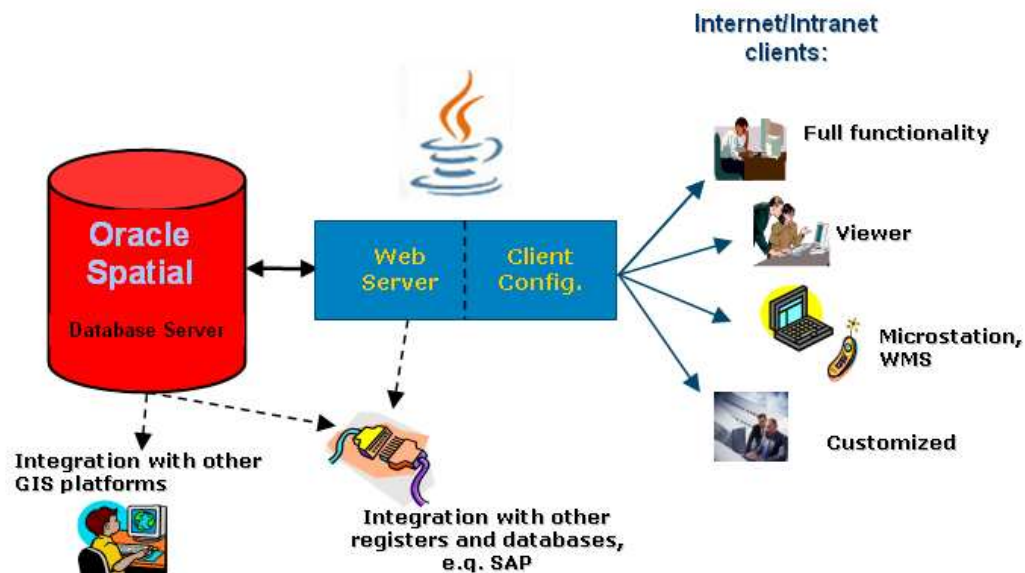 Internet/Intranet
clients:
Full functionality
Oracle
Spatial
Database Server
Web
Server
Client
Config.
Viewer
Microstation,
WMS
Customized
Integration with other
GIS platforms
Integration with other
registers and databases,
e.g. SAP